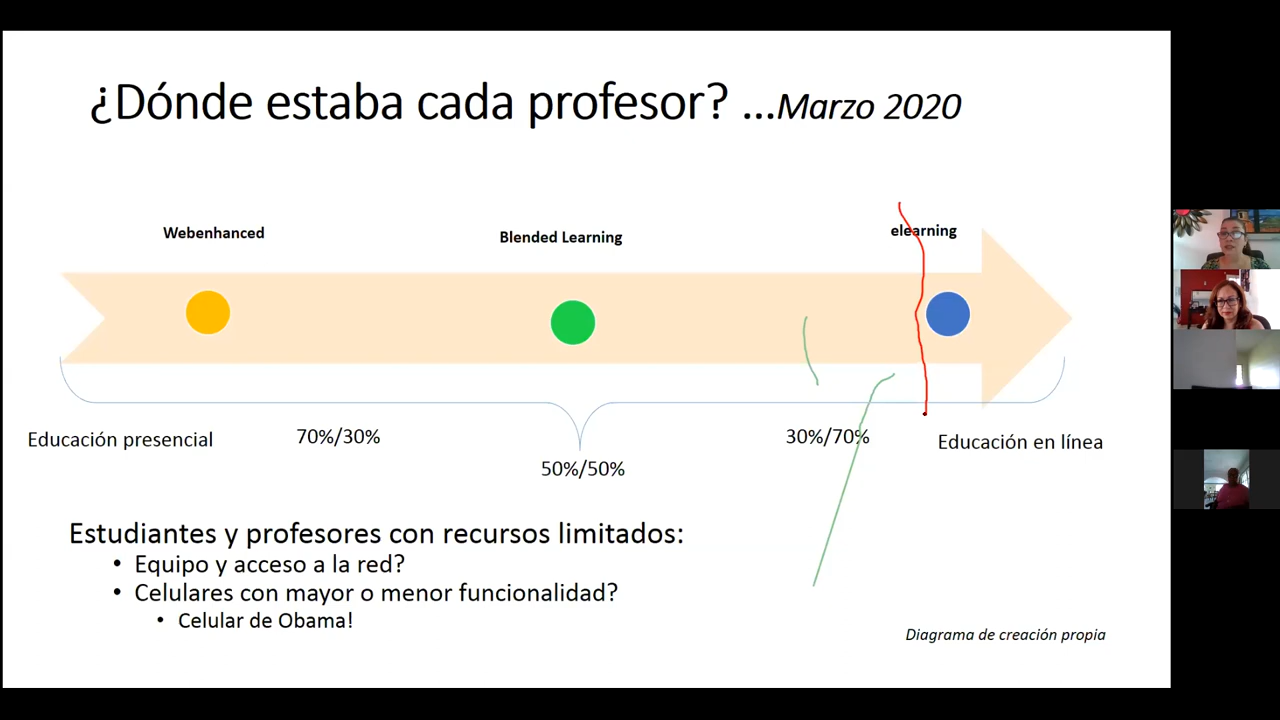 ¿Dónde estaba cada profesor? ...Marzo 2020
Webenhanced
Blended Learning
elearning
Educación presencial
70%/30%
50%/50%
30%/70%
Educación en línea
Estudiantes y profesores con recursos limitados:
• Equipo y acceso a la red?
• Celulares con mayor o menor funcionalidad?
• Celular de Obama!
Diagrama de creación propia